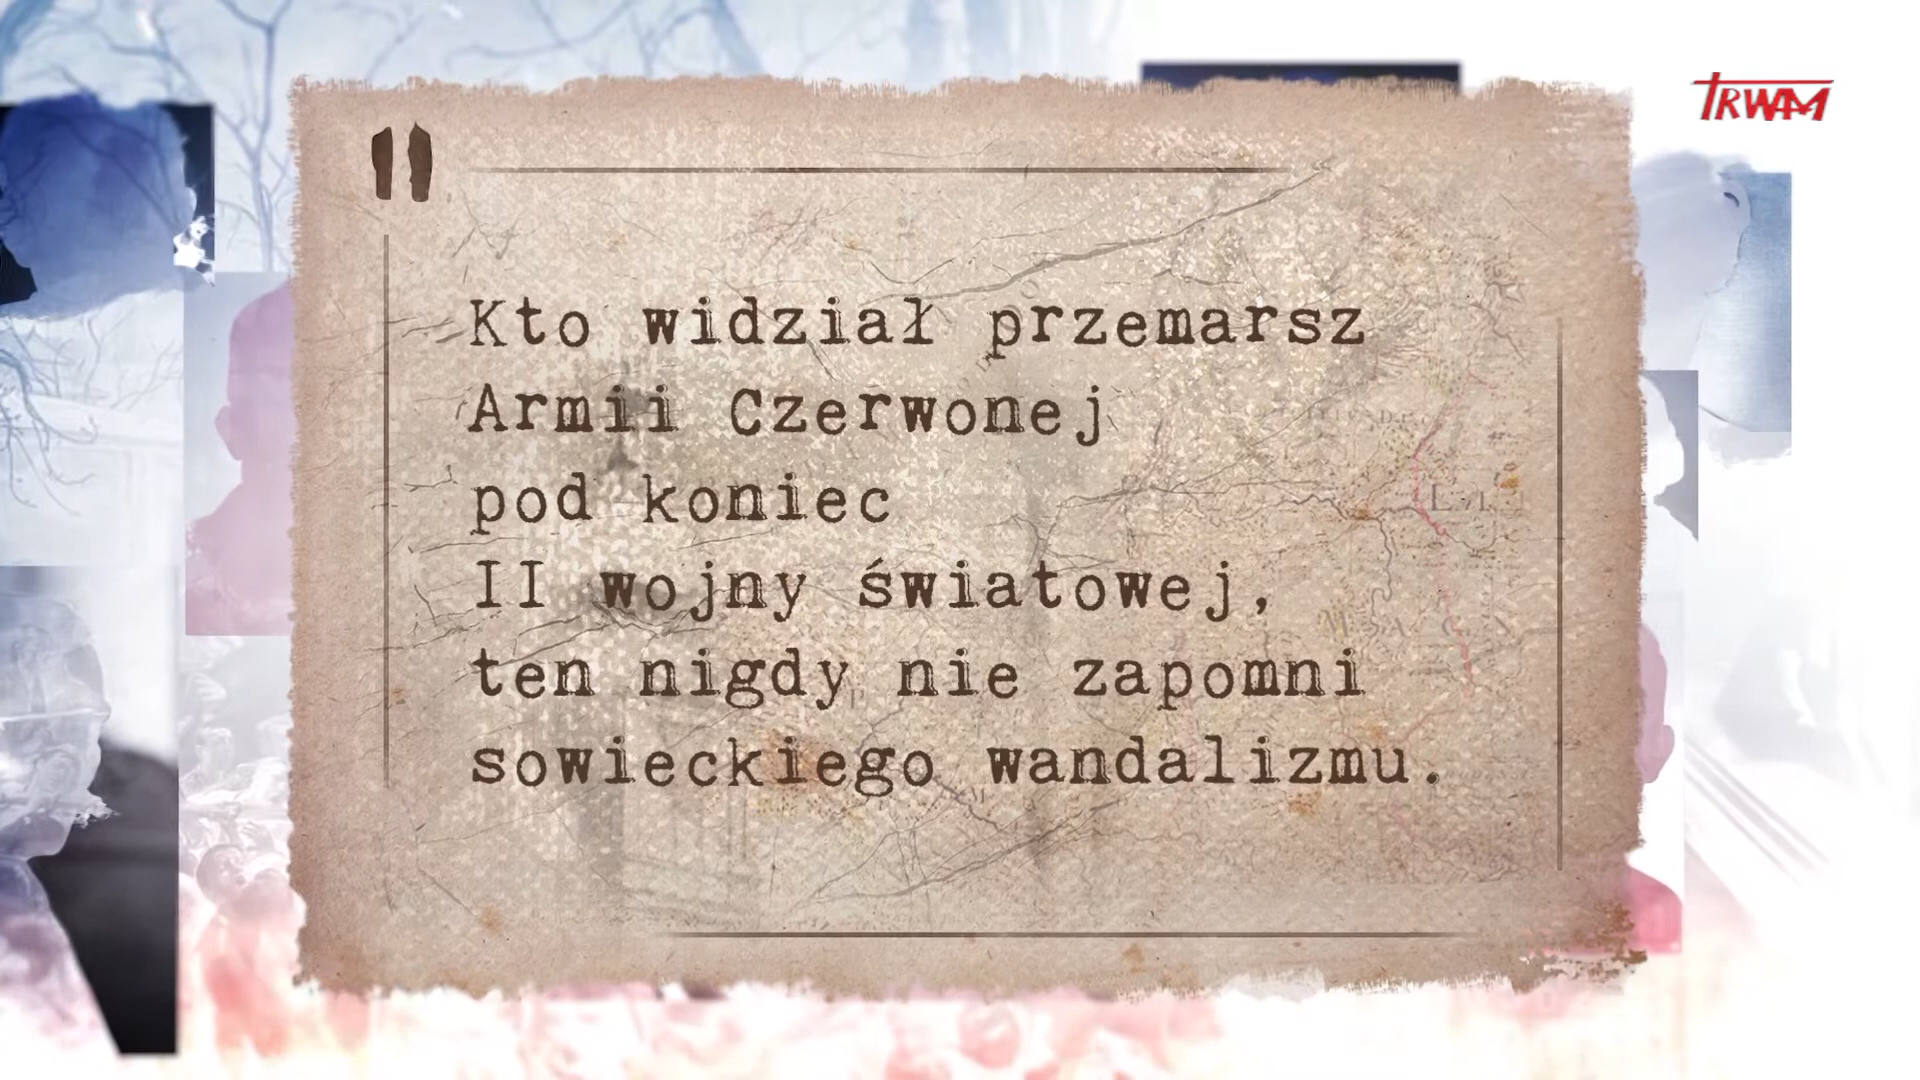 TRWAM
"
Kto widział przemarsz
Armii Czerwonej
pod koniec
II wojny światowej,
ten nigdy nie zapomni
sowieckiego wandalizmu.